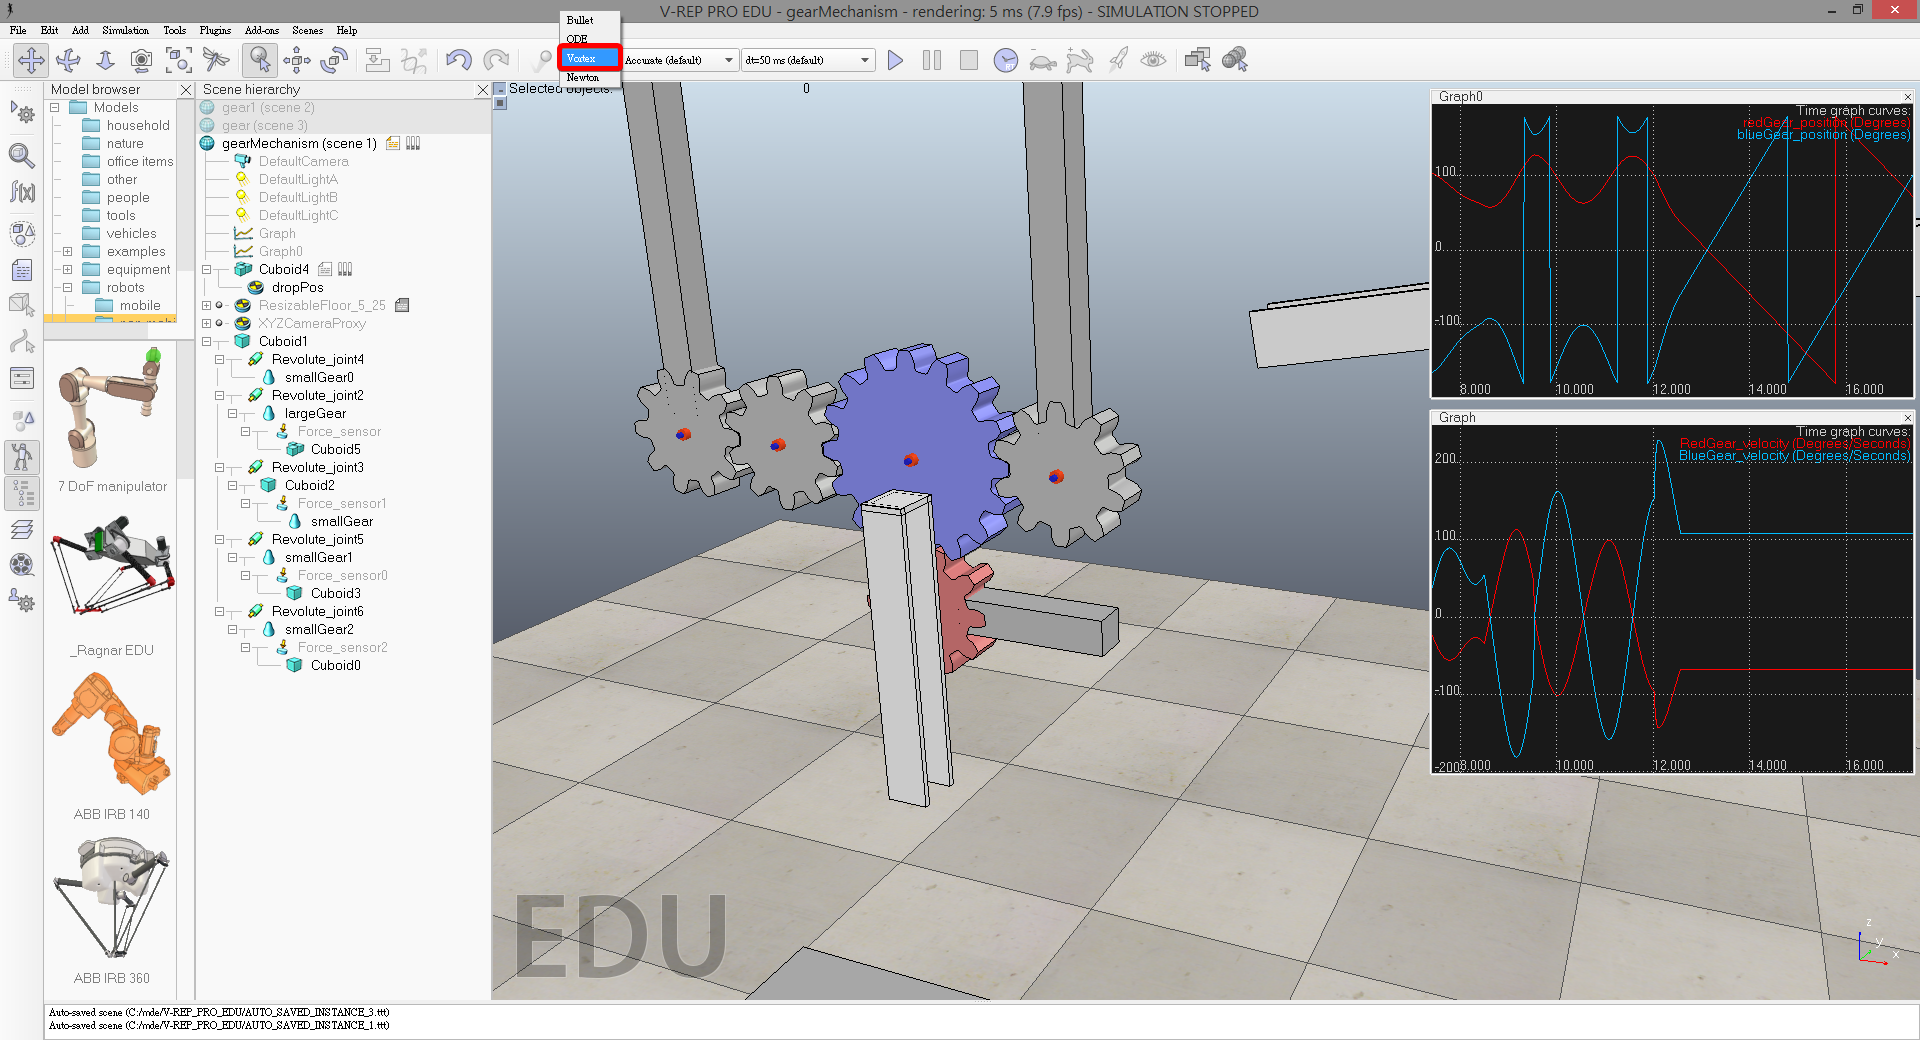 V-REP PRO EDU - gearMechanism - rendering: 5 ms (7.9 fps) - SIMULATION STOPPED
File Edit Add Simulation Tools Plugins Add-ons Scenes Help
Bullet
ODE
Vortex
Newton
Accurate (default)
dt=50 ms (default)
Model browser
Models
household
nature
office items
other
people
tools
vehicles
examples
equipment
robots
mobile
7 DoF manipulator
_Ragnar EDU
ABB IRB 140
ABB IRB 360
Scene hierarchy
gear1 (scene 2)
gear (scene 3)
gearMechanism (scene 1)
DefaultCamera
DefaultLightA
DefaultLightB
DefaultLightC
Graph
Graph0
Cuboid4
dropPos
ResizableFloor_5_25
XYZCameraProxy
Cuboid1
Revolute_joint4
smallGear0
Revolute_joint2
largeGear
Force_sensor
Cuboid5
Revolute_joint3
Cuboid2
Force_sensor1
smallGear
Revolute_joint5
smallGear1
Force_sensor0
Cuboid3
Revolute_joint6
smallGear2
Force_sensor2
Cuboid0
Selected objects: 0
EDU
Graph0
Time graph curves:
redGear_position (Degrees)
blueGear_position (Degrees)
100
0
-100
8.000 10.000 12.000 14.000 16.000
Graph
Time graph curves:
RedGear_velocity (Degrees/Seconds)
BlueGear_velocity (Degrees/Seconds)
200
100
0
-100
-200
8.000 10.000 12.000 14.000 16.000
z
y
x
Auto-saved scene (C:/mde/V-REP_PRO_EDU/AUTO_SAVED_INSTANCE_3.ttt)
Auto-saved scene (C:/mde/V-REP_PRO_EDU/AUTO_SAVED_INSTANCE_1.ttt)